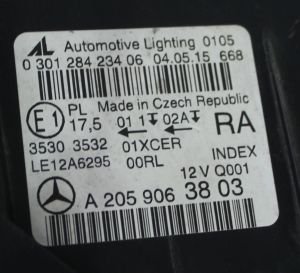 AL Automotive Lighting 0105
0 301 284 234 06 04.05.15 668
E1 PL Made in Czech Republic
17,5 01 1 02A RA
3530 3532 01XCER
LE12A6295 00RL INDEX
12 V Q001
A 205 906 38 03